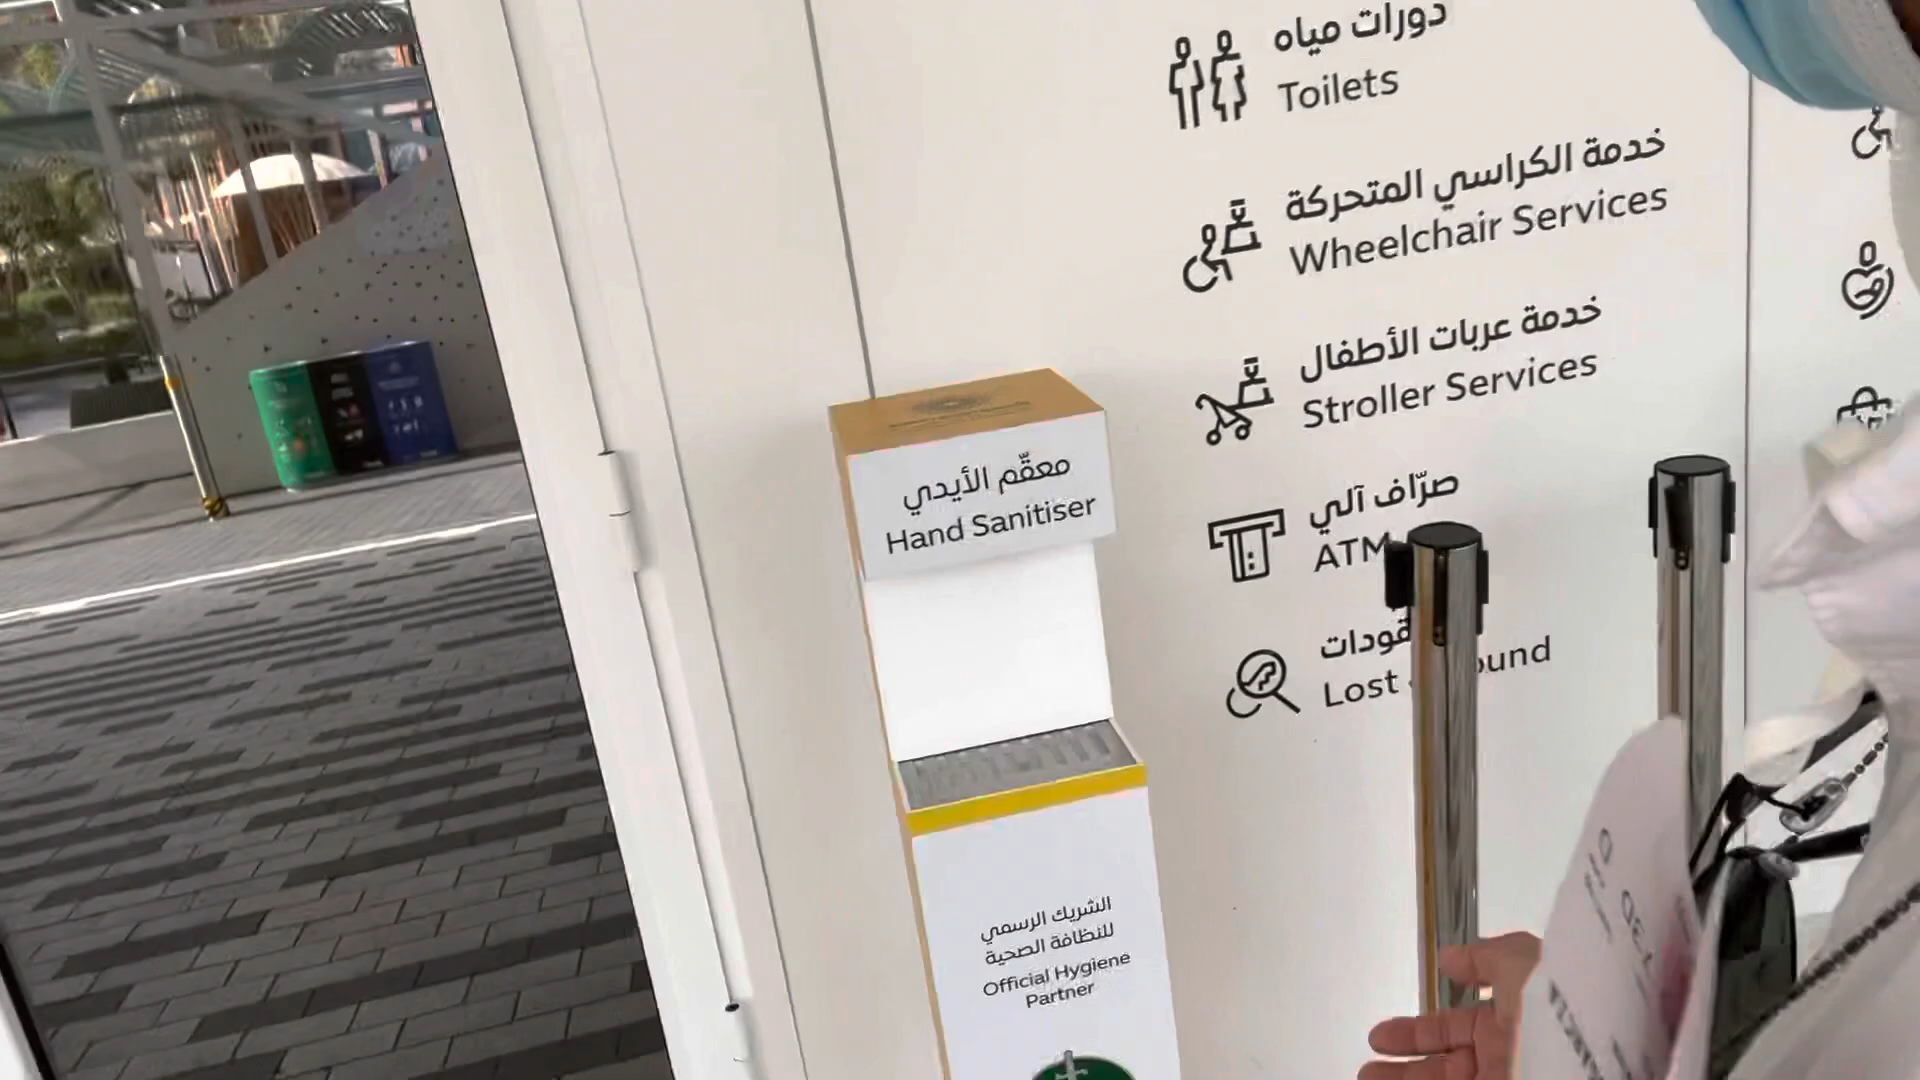 دورات مياه
Toilets
خدمة الكراسي المتحركة
Wheelchair Services
خدمة عربات الأطفال
Stroller Services
صرّاف آلي
ATM
Lost
معقّم الأيدي
Hand Sanitiser
الشريك الرسمي
للنظافة الصحية
Official Hygiene
Partner